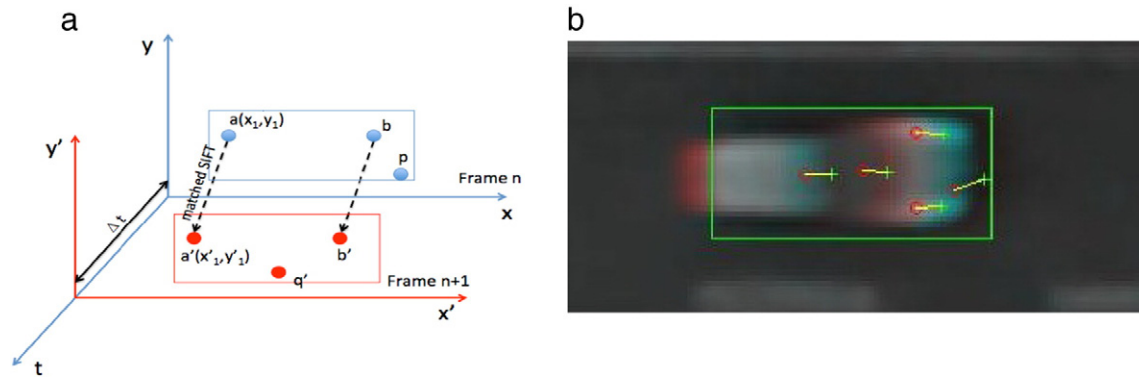 a
b
y
a(x₁,y₁)
b
p
y'
matched SIFT
Frame n
x
Δt
a'(x'₁,y'₁)
b'
q'
Frame n+1
x'
t